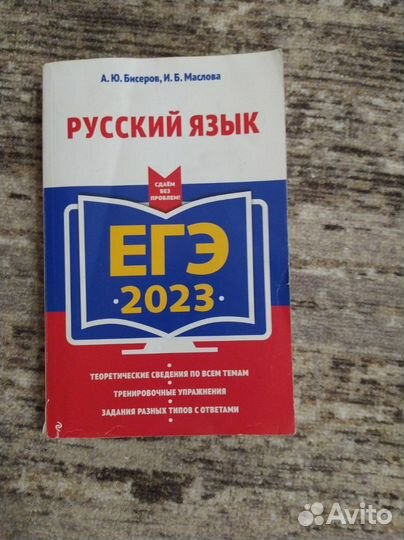 А. Ю. Бисеров, И. Б. Маслова
РУССКИЙ ЯЗЫК
СДАЁМ
БЕЗ
ПРОБЛЕМ!
ЕГЭ
·2023·
• ТЕОРЕТИЧЕСКИЕ СВЕДЕНИЯ ПО ВСЕМ ТЕМАМ
• ТРЕНИРОВОЧНЫЕ УПРАЖНЕНИЯ
• ЗАДАНИЯ РАЗНЫХ ТИПОВ С ОТВЕТАМИ
Avito